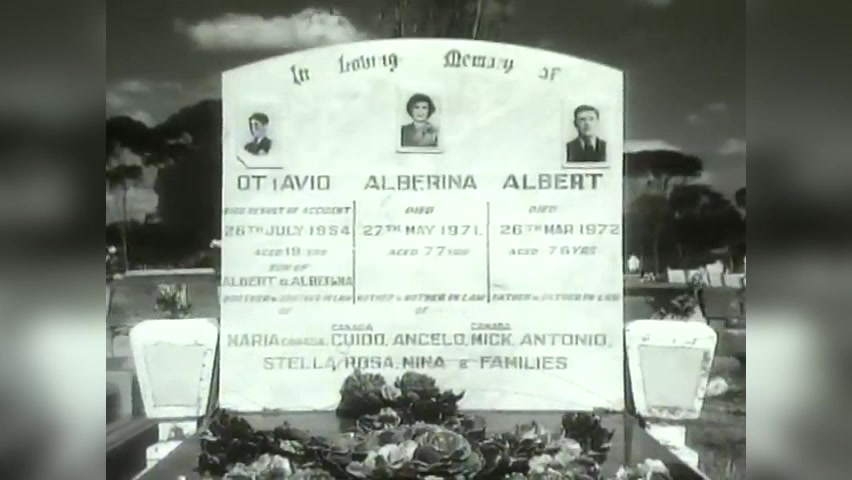 In Loving Memory of
OTTAVIO ALBERINA ALBERT
DIED RESULT OF ACCIDENT DIED DIED
26TH JULY 1954 27TH MAY 1971. 26TH MAR 1972
AGED 19 YRS AGED 77 YRS AGED 76 YRS
SON OF
ALBERT & ALBERINA
BROTHER & BROTHER IN LAW MOTHER & MOTHER IN LAW FATHER & FATHER IN LAW
OF OF
CANADA CANADA
MARIA CANADA, GUIDO, ANGELO, MICK, ANTONIO,
STELLA, ROSA, NINA & FAMILIES